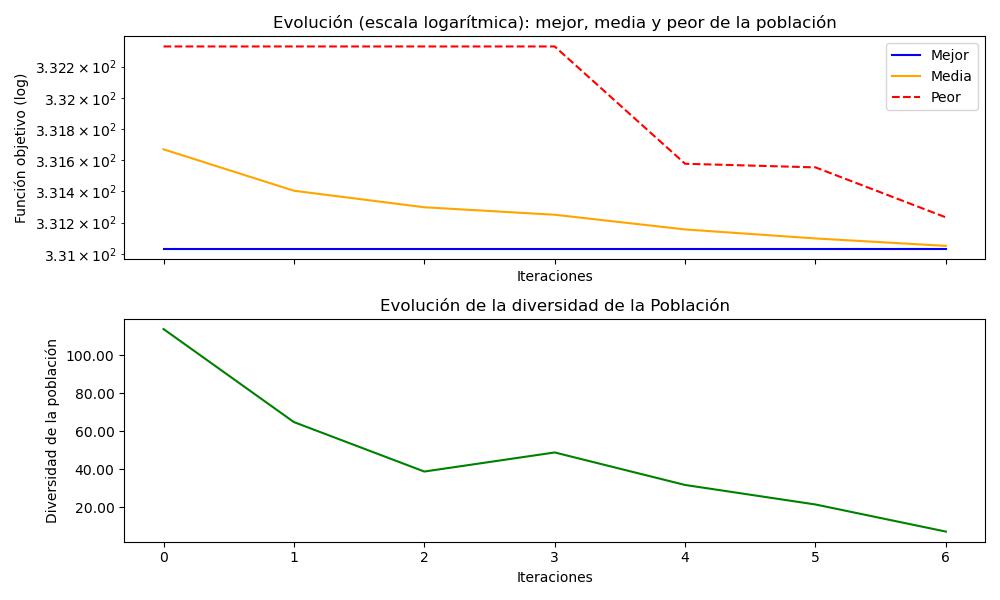 Evolución (escala logarítmica): mejor, media y peor de la población
Función objetivo (log)
3.322 × 10²
3.32 × 10²
3.318 × 10²
3.316 × 10²
3.314 × 10²
3.312 × 10²
3.31 × 10²
Mejor
Media
Peor
Iteraciones
Evolución de la diversidad de la Población
Diversidad de la población
100.00
80.00
60.00
40.00
20.00
0 1 2 3 4 5 6
Iteraciones